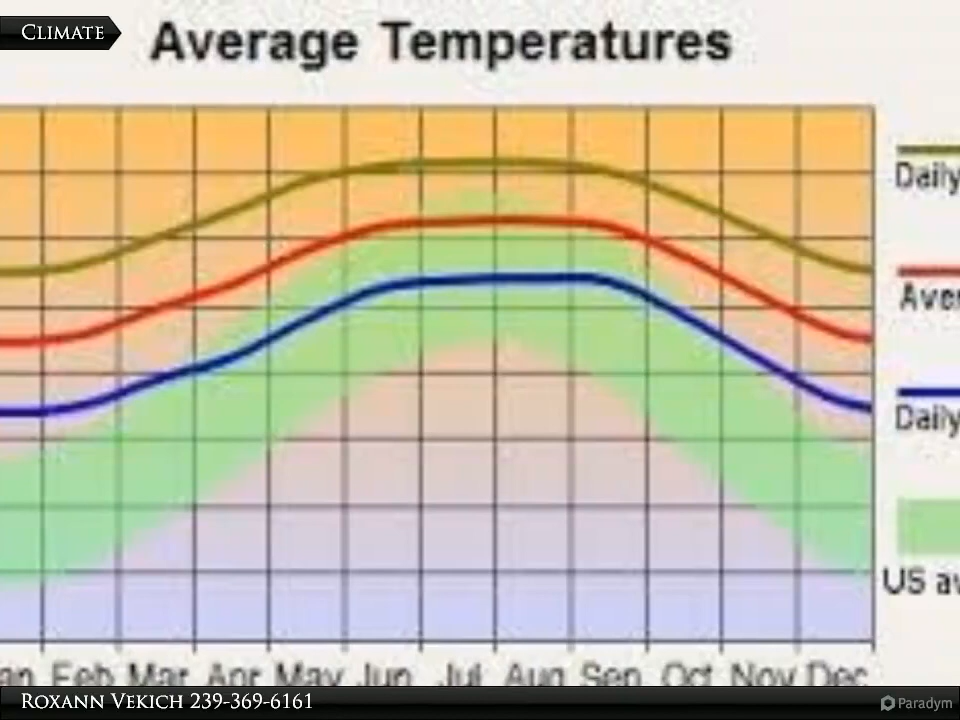 CLIMATE
Average Temperatures
Daily
Aver
Daily
US av
an Feb Mar Apr May Jun Jul Aug Sep Oct Nov Dec
ROXANN VEKICH 239-369-6161
Paradym